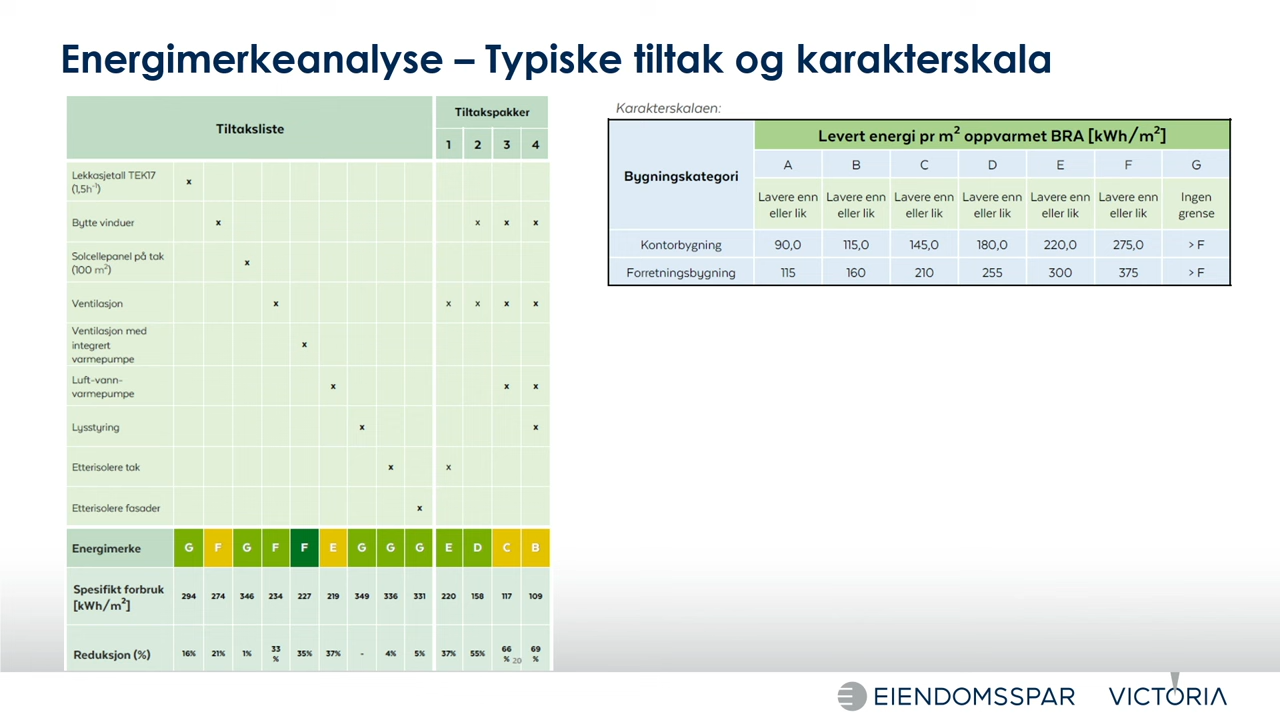 Energimerkeanalyse – Typiske tiltak og karakterskala
Tiltaksliste
Tiltakspakker
1 2 3 4
Lekkasjetall TEK17
(1,5h⁻¹)
x
Bytte vinduer
x x x x
Solcellepanel på tak
(100 m²)
x
Ventilasjon
x x x x x
Ventilasjon med
integrert
varmepumpe
x
Luft-vann-
varmepumpe
x x x
Lysstyring
x x
Etterisolere tak
x x
Etterisolere fasader
x
Energimerke
G F G F F E G G G E D C B
Spesifikt forbruk
[kWh/m²]
294 274 346 234 227 219 349 336 331 220 158 117 109
Reduksjon (%)
16% 21% 1% 33 % 35% 37% - 4% 5% 37% 55% 66 % 69 %
20
Karakterskalaen:
Bygningskategori
Levert energi pr m² oppvarmet BRA [kWh/m²]
A B C D E F G
Lavere enn Lavere enn Lavere enn Lavere enn Lavere enn Lavere enn Ingen
eller lik eller lik eller lik eller lik eller lik eller lik grense
Kontorbygning 90,0 115,0 145,0 180,0 220,0 275,0 > F
Forretningsbygning 115 160 210 255 300 375 > F
EIENDOMSSPAR VICTORIA